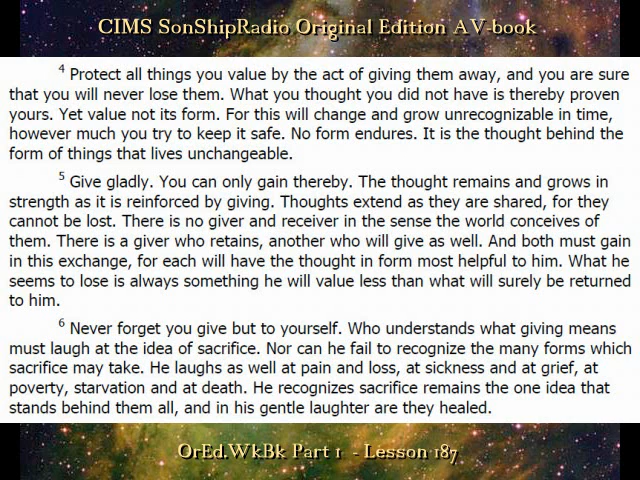 CIMS SonShipRadio Original Edition AV-book
4 Protect all things you value by the act of giving them away, and you are sure
that you will never lose them. What you thought you did not have is thereby proven
yours. Yet value not its form. For this will change and grow unrecognizable in time,
however much you try to keep it safe. No form endures. It is the thought behind the
form of things that lives unchangeable.
5 Give gladly. You can only gain thereby. The thought remains and grows in
strength as it is reinforced by giving. Thoughts extend as they are shared, for they
cannot be lost. There is no giver and receiver in the sense the world conceives of
them. There is a giver who retains, another who will give as well. And both must gain
in this exchange, for each will have the thought in form most helpful to him. What he
seems to lose is always something he will value less than what will surely be returned
to him.
6 Never forget you give but to yourself. Who understands what giving means
must laugh at the idea of sacrifice. Nor can he fail to recognize the many forms which
sacrifice may take. He laughs as well at pain and loss, at sickness and at grief, at
poverty, starvation and at death. He recognizes sacrifice remains the one idea that
stands behind them all, and in his gentle laughter are they healed.
OrEd.WkBk Part 1 - Lesson 187